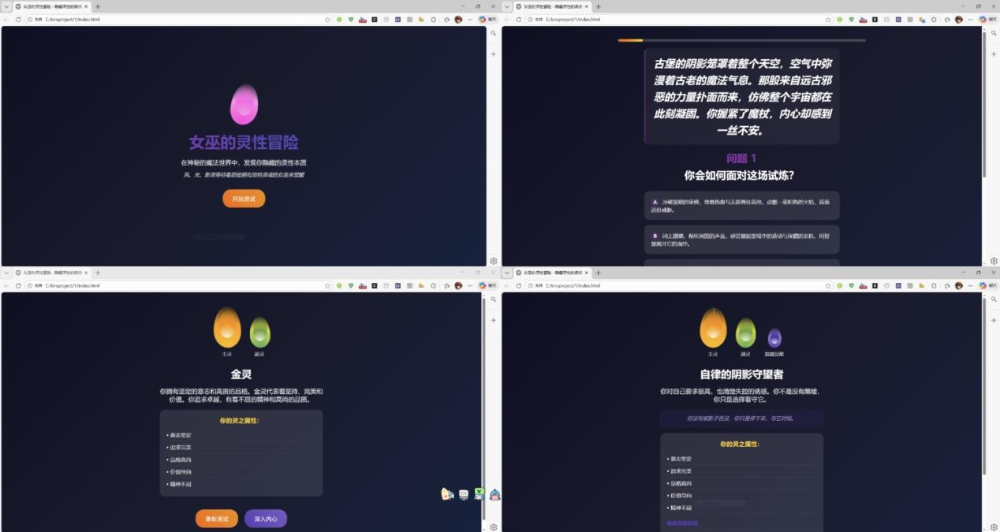 女巫的灵性冒险 - 隐藏灵性的探索
文件 E:/kiroproject/1/index.html
女巫的灵性冒险
在神秘的魔法世界中，发现你隐藏的灵性本质
风、光、影灵等待着那些拥有独特灵魂的女巫来觉醒
开始测试
女巫的灵性冒险 - 隐藏灵性的探索
文件 E:/kiroproject/1/index.html
古堡的阴影笼罩着整个天空，空气中弥
漫着古老的魔法气息。那股来自远古邪
恶的力量扑面而来，仿佛整个宇宙都在
此刻凝固。你握紧了魔杖，内心却感到
一丝不安。
问题 1
你会如何面对这场试炼？
A 冲破黑暗的束缚，带着热血与无畏勇往直前，点燃一束炽热的火焰，直面
这份威胁。
B 闭上眼睛，倾听周围的声音，感受着黑暗中的波动与深藏的玄机，用智
慧揭开它的面纱。
女巫的灵性冒险 - 隐藏灵性的探索
文件 E:/kiroproject/1/index.html
主灵
副灵
金灵
你拥有坚定的意志和高贵的品格。金灵代表着坚持、完美和
价值。你追求卓越，有着不屈的精神和高尚的品质。
你的灵之属性：
• 意志坚定
• 追求完美
• 品格高尚
• 价值导向
• 精神不屈
重新测试
深入内心
女巫的灵性冒险 - 隐藏灵性的探索
文件 E:/kiroproject/1/index.html
主灵
副灵
隐藏觉醒
自律的阴影守望者
你对自己要求极高，也清楚失控的诱惑。你不是没有黑暗，
你只是选择看守它。
你没有被影子吞没，你只是停下来，与它对视。
你的灵之属性：
• 意志坚定
• 追求完美
• 品格高尚
• 价值导向
• 精神不屈